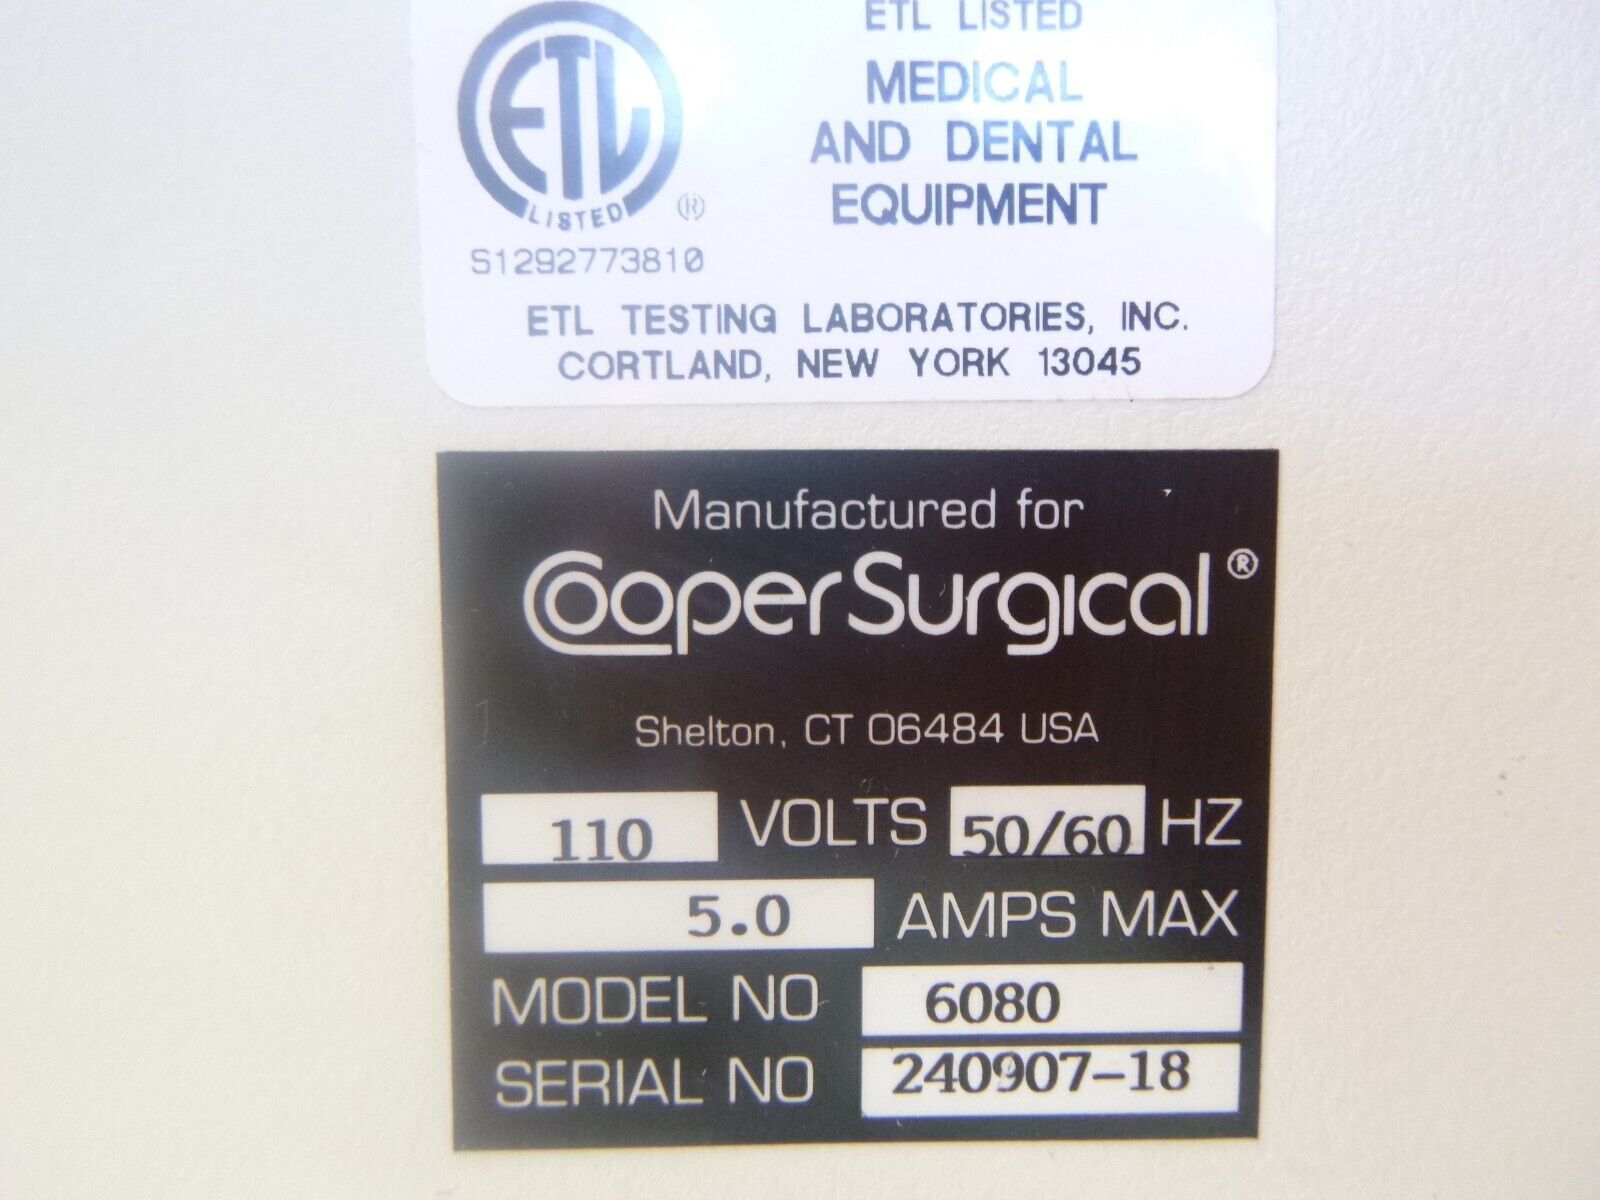 ETL LISTED
MEDICAL
AND DENTAL
EQUIPMENT
ETL
LISTED
®
S1292773810
ETL TESTING LABORATORIES, INC.
CORTLAND, NEW YORK 13045
Manufactured for
CooperSurgical®
Shelton, CT 06484 USA
110 VOLTS 50/60 HZ
5.0 AMPS MAX
MODEL NO 6080
SERIAL NO 240907-18